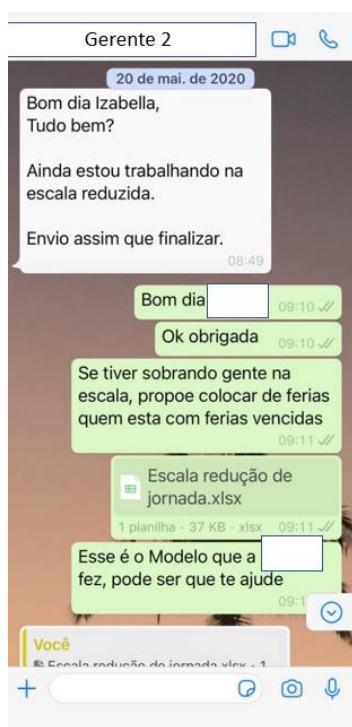 Gerente 2
20 de mai. de 2020
Bom dia Izabella,
Tudo bem?
Ainda estou trabalhando na
escala reduzida.
Envio assim que finalizar.
08:49
Bom dia
09:10
Ok obrigada
09:10
Se tiver sobrando gente na
escala, propoe colocar de ferias
quem esta com ferias vencidas
09:11
Escala redução de
jornada.xlsx
1 planilha · 37 KB · xlsx 09:11
Esse é o Modelo que a
fez, pode ser que te ajude
09:1
Você
Escala redução de jornada.xlsx · 1